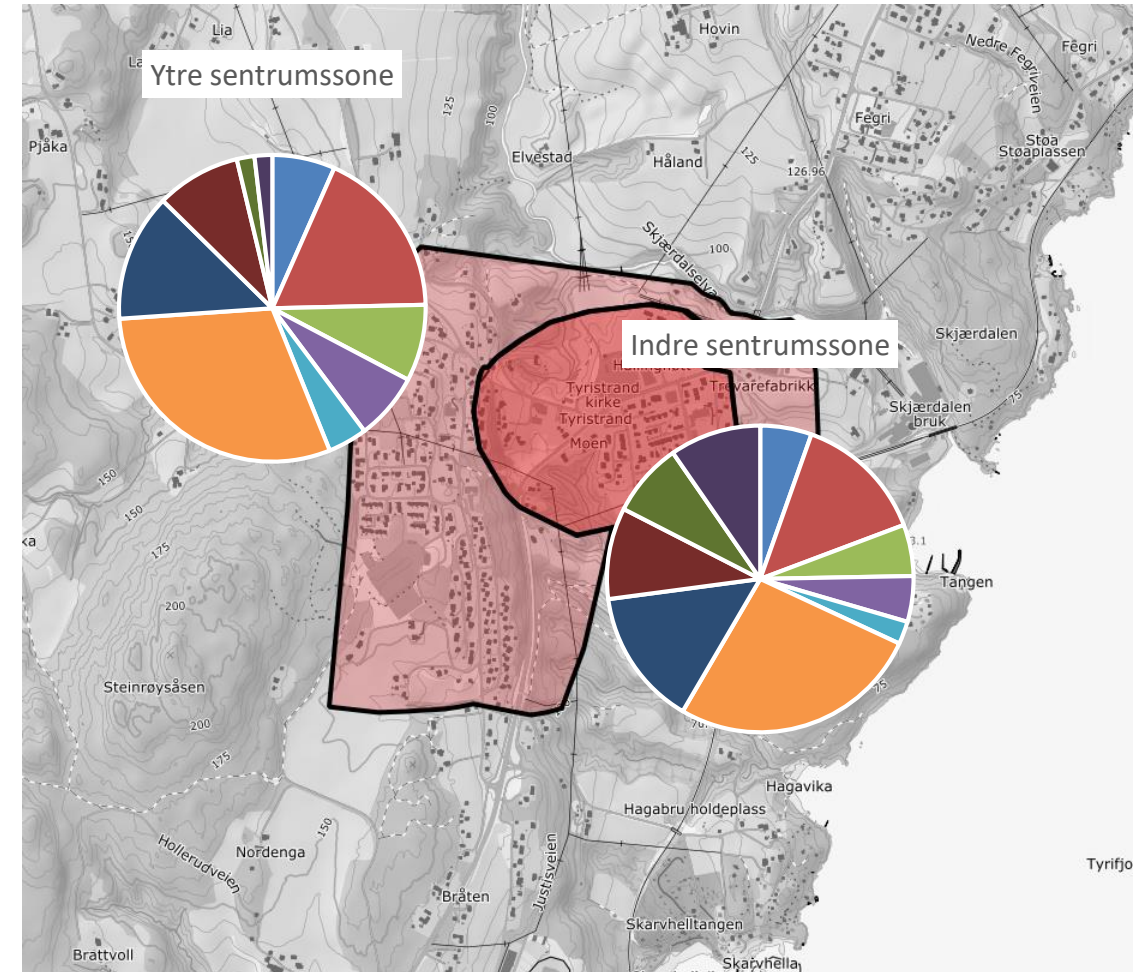 Lia
Hovin
Nedre Fegriveien
Fegri
Ytre sentrumssone
125
100
Fegri
Pjåka
Elvestad
Håland
125
126.96
Støa
Støaplassen
Skjærdalselva
100
Skjærdalen
Indre sentrumssone
Tyristrand
kirke
Trevarefabrikk
Tyristrand
Moen
Skjærdalen
bruk
75
150
150
175
200
Tangen
Steinrøysåsen
200
175
75
Hagavika
Hagabru holdeplass
150
Hollerudveien
Nordenga
Justisveien
Tyrifjo
Bråten
Skarvhelltangen
Brattvoll
Skarvhella